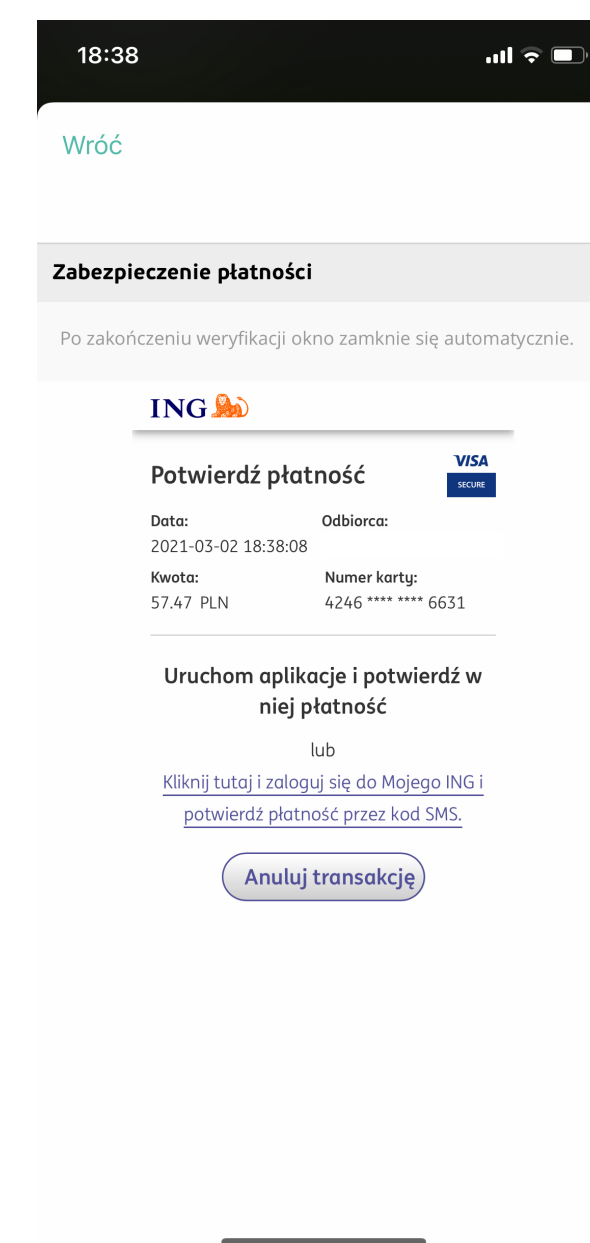 18:38
Wróć
Zabezpieczenie płatności
Po zakończeniu weryfikacji okno zamknie się automatycznie.
ING
Potwierdź płatność
VISA
SECURE
Data:
2021-03-02 18:38:08
Odbiorca:
Kwota:
57.47 PLN
Numer karty:
4246 **** **** 6631
Uruchom aplikacje i potwierdź w
niej płatność
lub
Kliknij tutaj i zaloguj się do Mojego ING i
potwierdź płatność przez kod SMS.
Anuluj transakcję